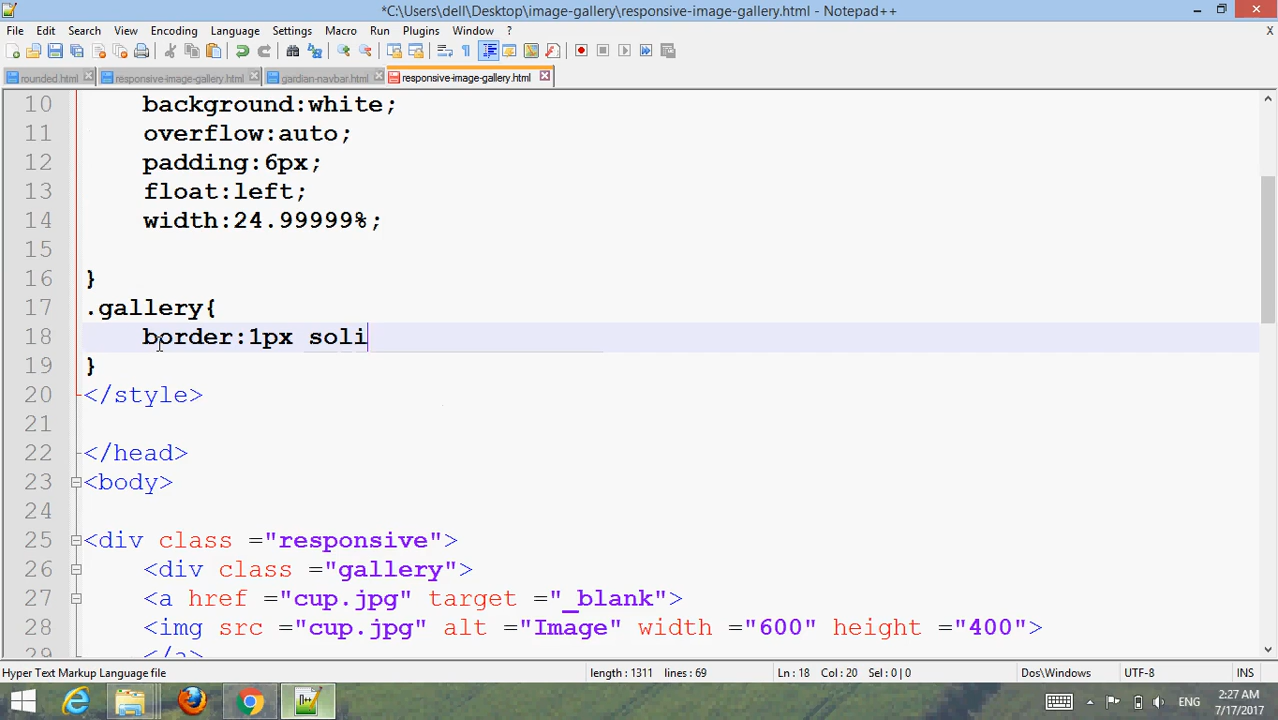 *C:\Users\dell\Desktop\image-gallery\responsive-image-gallery.html - Notepad++
File Edit Search View Encoding Language Settings Macro Run Plugins Window ? X
rounded.html responsive-image-gallery.html gardian-navbar.html responsive-image-gallery.html
10 background:white;
11 overflow:auto;
12 padding:6px;
13 float:left;
14 width:24.99999%;
15
16 }
17 .gallery{
18 border:1px soli
19 }
20 </style>
21
22 </head>
23 <body>
24
25 <div class ="responsive">
26 <div class ="gallery">
27 <a href ="cup.jpg" target ="_blank">
28 <img src ="cup.jpg" alt ="Image" width ="600" height ="400">
29 </a>
Hyper Text Markup Language file length : 1311 lines : 69 Ln : 18 Col : 20 Sel : 0 | 0 Dos\Windows UTF-8 INS
ENG 2:27 AM
7/17/2017